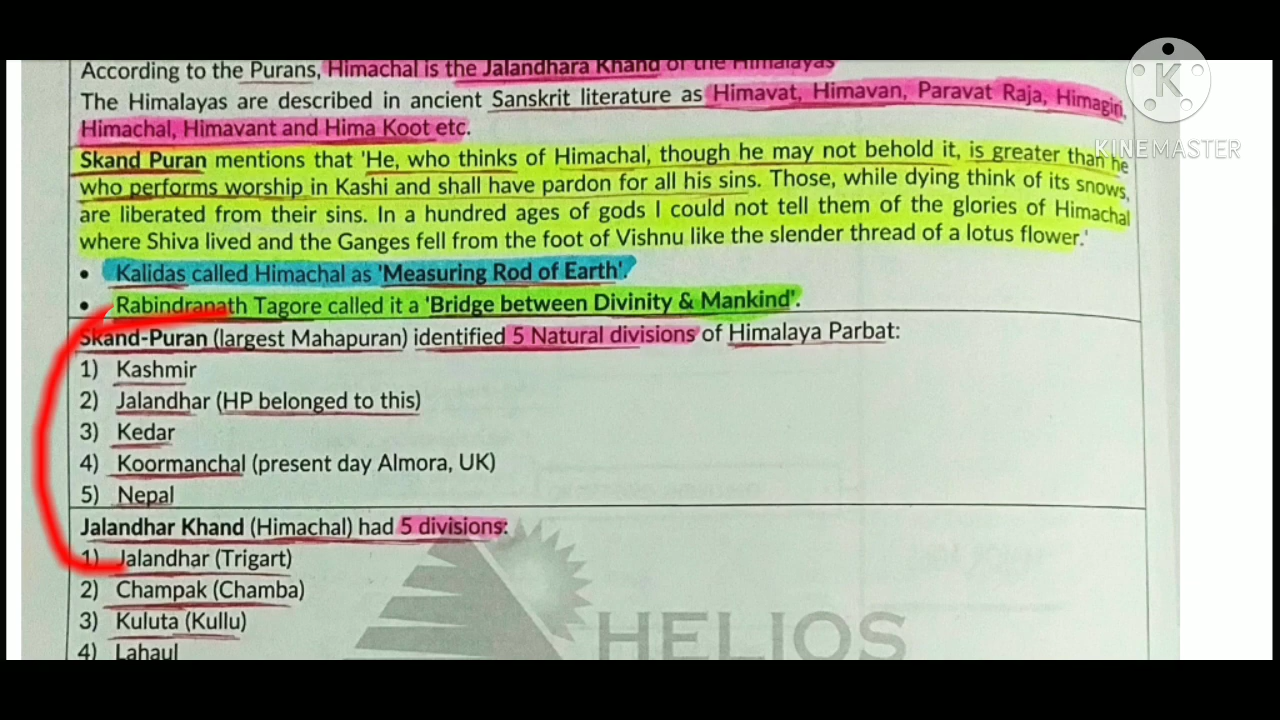 According to the Purans, Himachal is the Jalandhara Khand of the Himalayas
The Himalayas are described in ancient Sanskrit literature as Himavat, Himavan, Paravat Raja, Himagiri,
Himachal, Himavant and Hima Koot etc.
K
KINEMASTER
Skand Puran mentions that 'He, who thinks of Himachal, though he may not behold it, is greater than he
who performs worship in Kashi and shall have pardon for all his sins. Those, while dying think of its snows,
are liberated from their sins. In a hundred ages of gods I could not tell them of the glories of Himachal
where Shiva lived and the Ganges fell from the foot of Vishnu like the slender thread of a lotus flower.'
• Kalidas called Himachal as 'Measuring Rod of Earth'.
• Rabindranath Tagore called it a 'Bridge between Divinity & Mankind'.
Skand-Puran (largest Mahapuran) identified 5 Natural divisions of Himalaya Parbat:
1) Kashmir
2) Jalandhar (HP belonged to this)
3) Kedar
4) Koormanchal (present day Almora, UK)
5) Nepal
Jalandhar Khand (Himachal) had 5 divisions:
1) Jalandhar (Trigart)
2) Champak (Chamba)
3) Kuluta (Kullu)
4) Lahaul
HELIOS